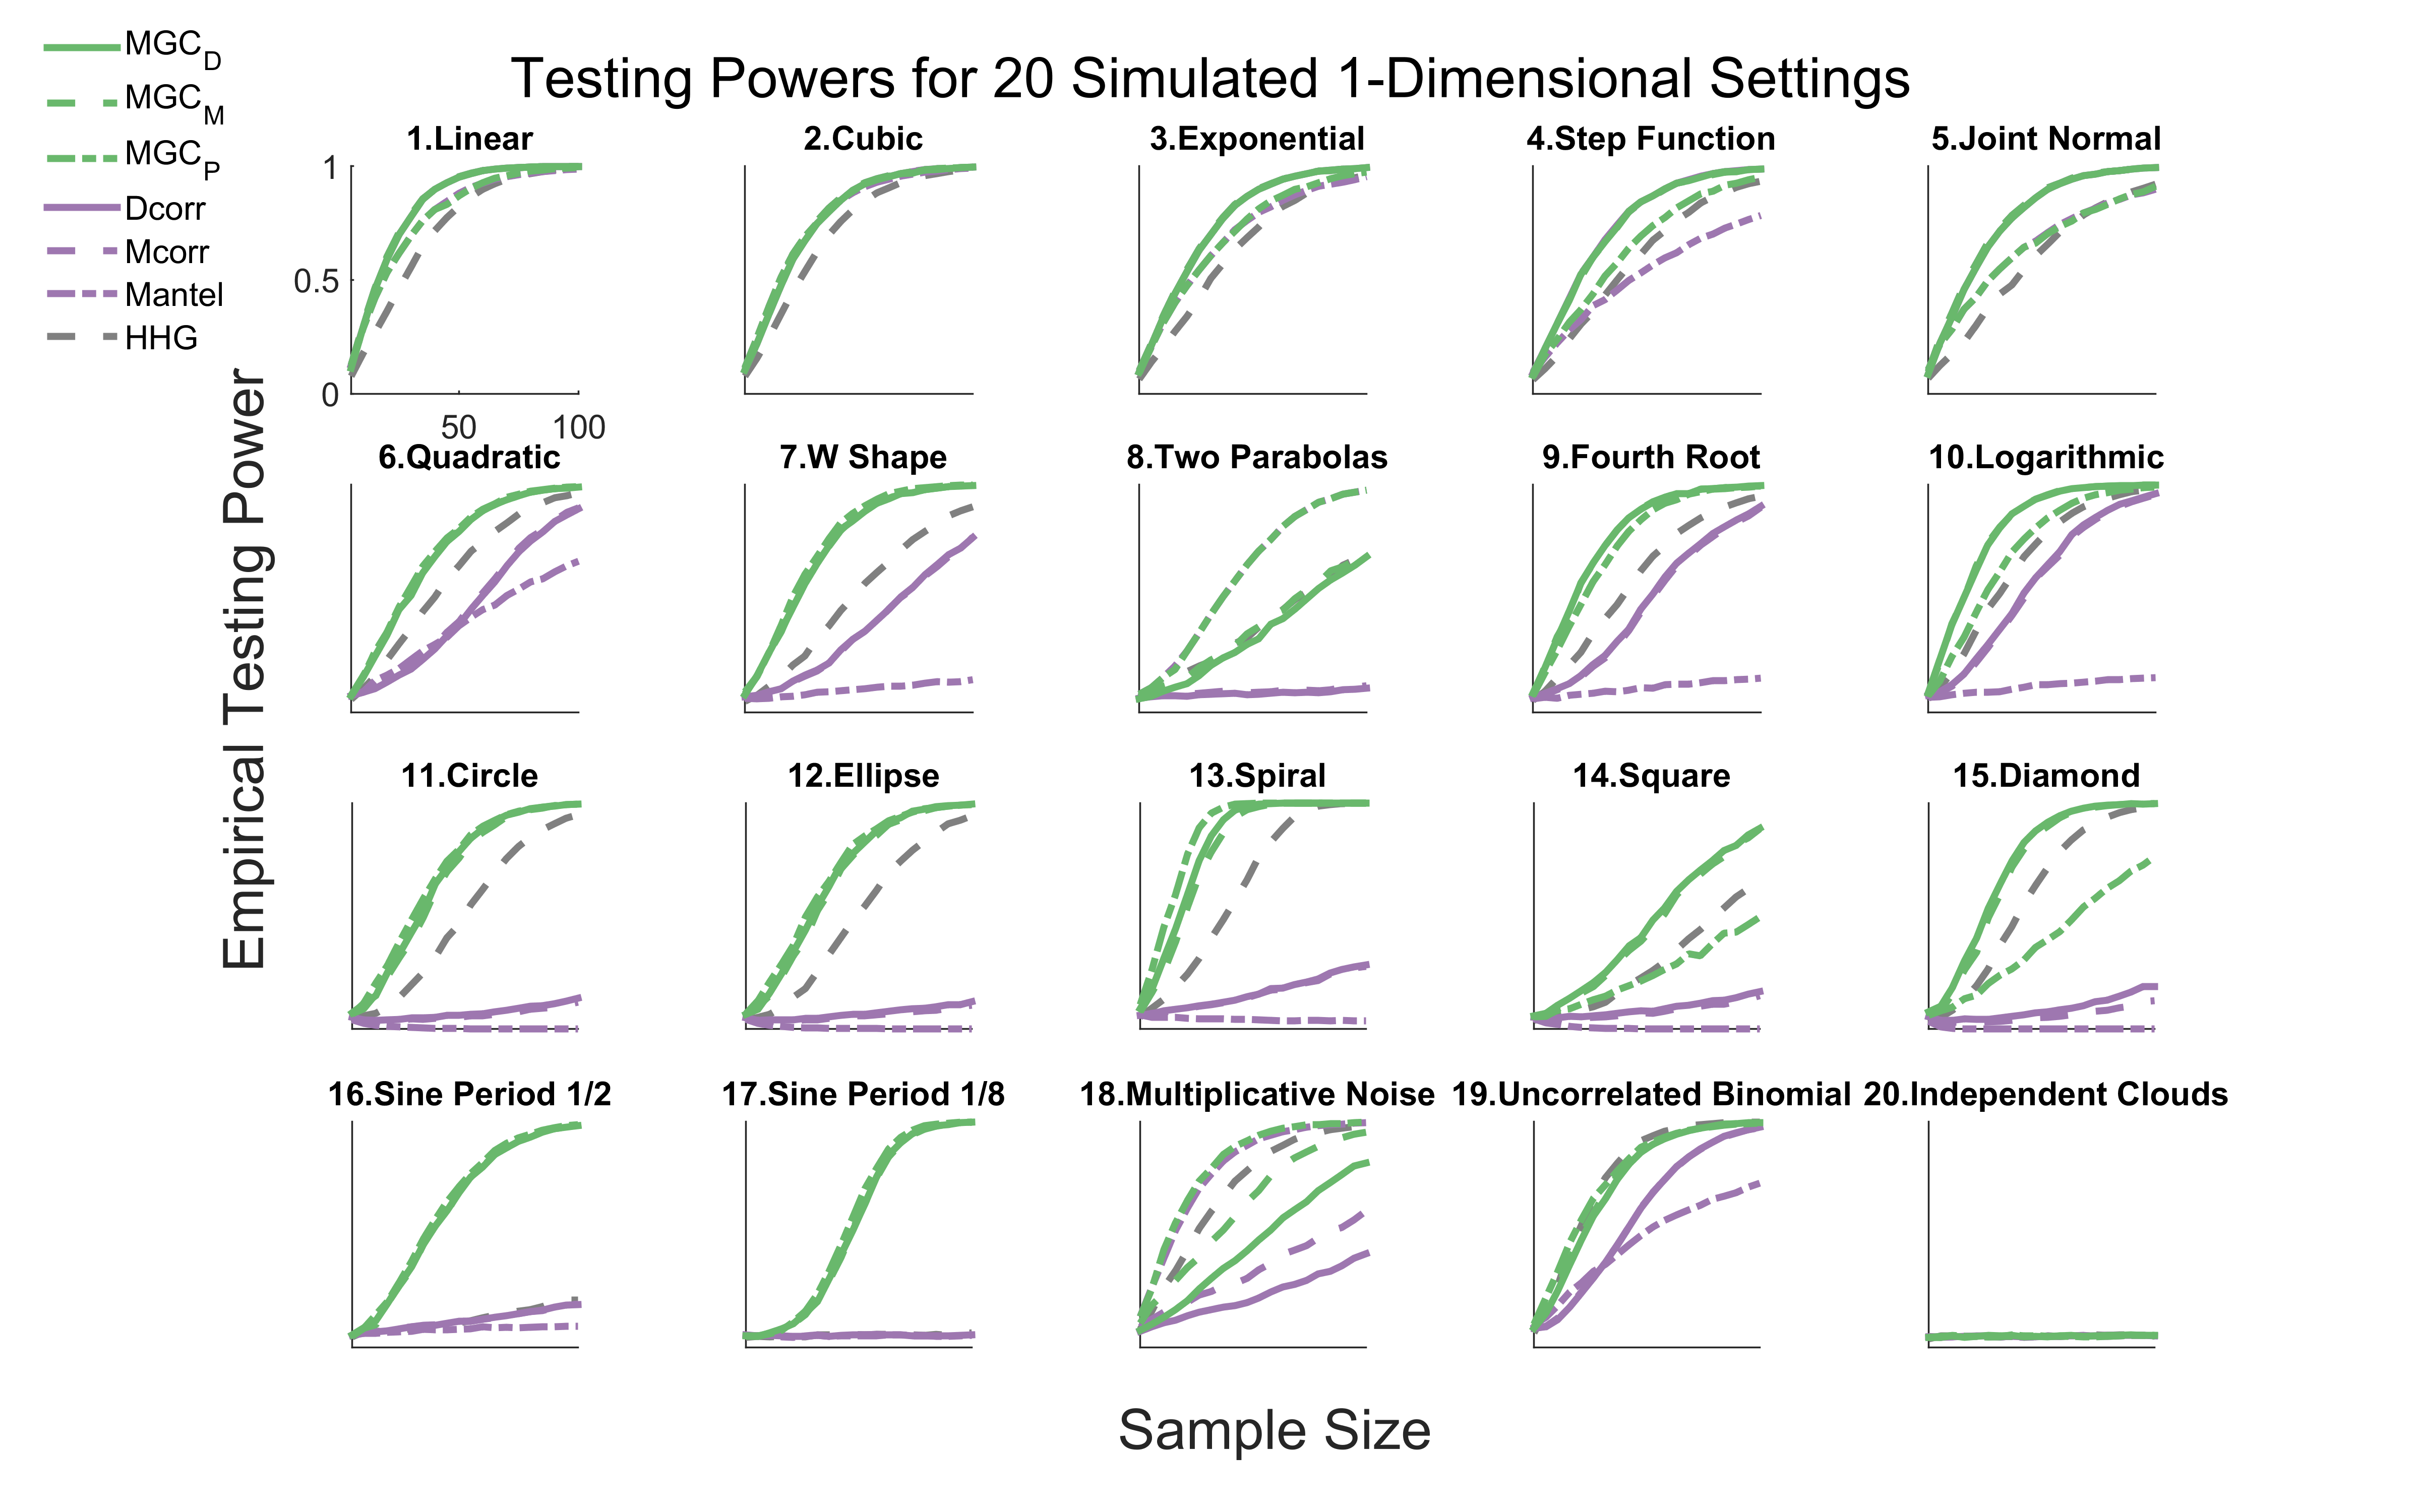 MGC_D
MGC_M
MGC_P
Dcorr
Mcorr
Mantel
HHG
Testing Powers for 20 Simulated 1-Dimensional Settings
1.Linear
2.Cubic
3.Exponential
4.Step Function
5.Joint Normal
1
0.5
0
50
100
6.Quadratic
7.W Shape
8.Two Parabolas
9.Fourth Root
10.Logarithmic
11.Circle
12.Ellipse
13.Spiral
14.Square
15.Diamond
16.Sine Period 1/2
17.Sine Period 1/8
18.Multiplicative Noise
19.Uncorrelated Binomial
20.Independent Clouds
Empirical Testing Power
Sample Size